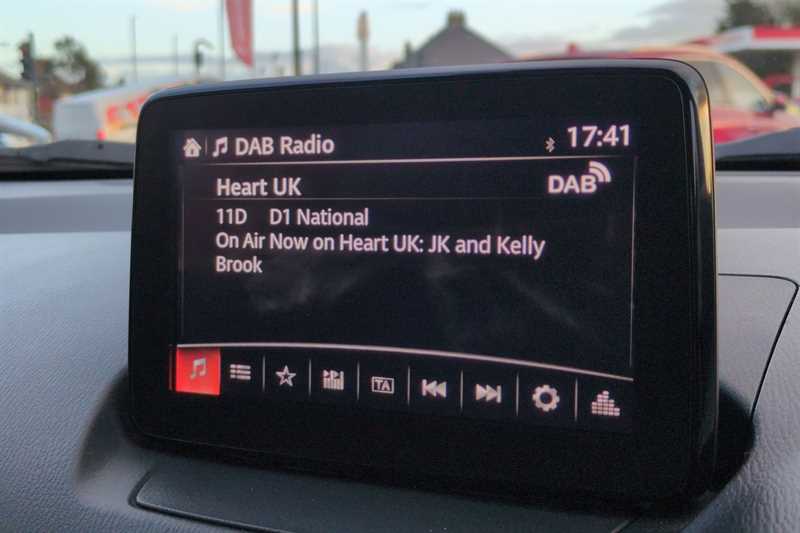 DAB Radio 17:41
Heart UK DAB
11D D1 National
On Air Now on Heart UK: JK and Kelly
Brook
TA